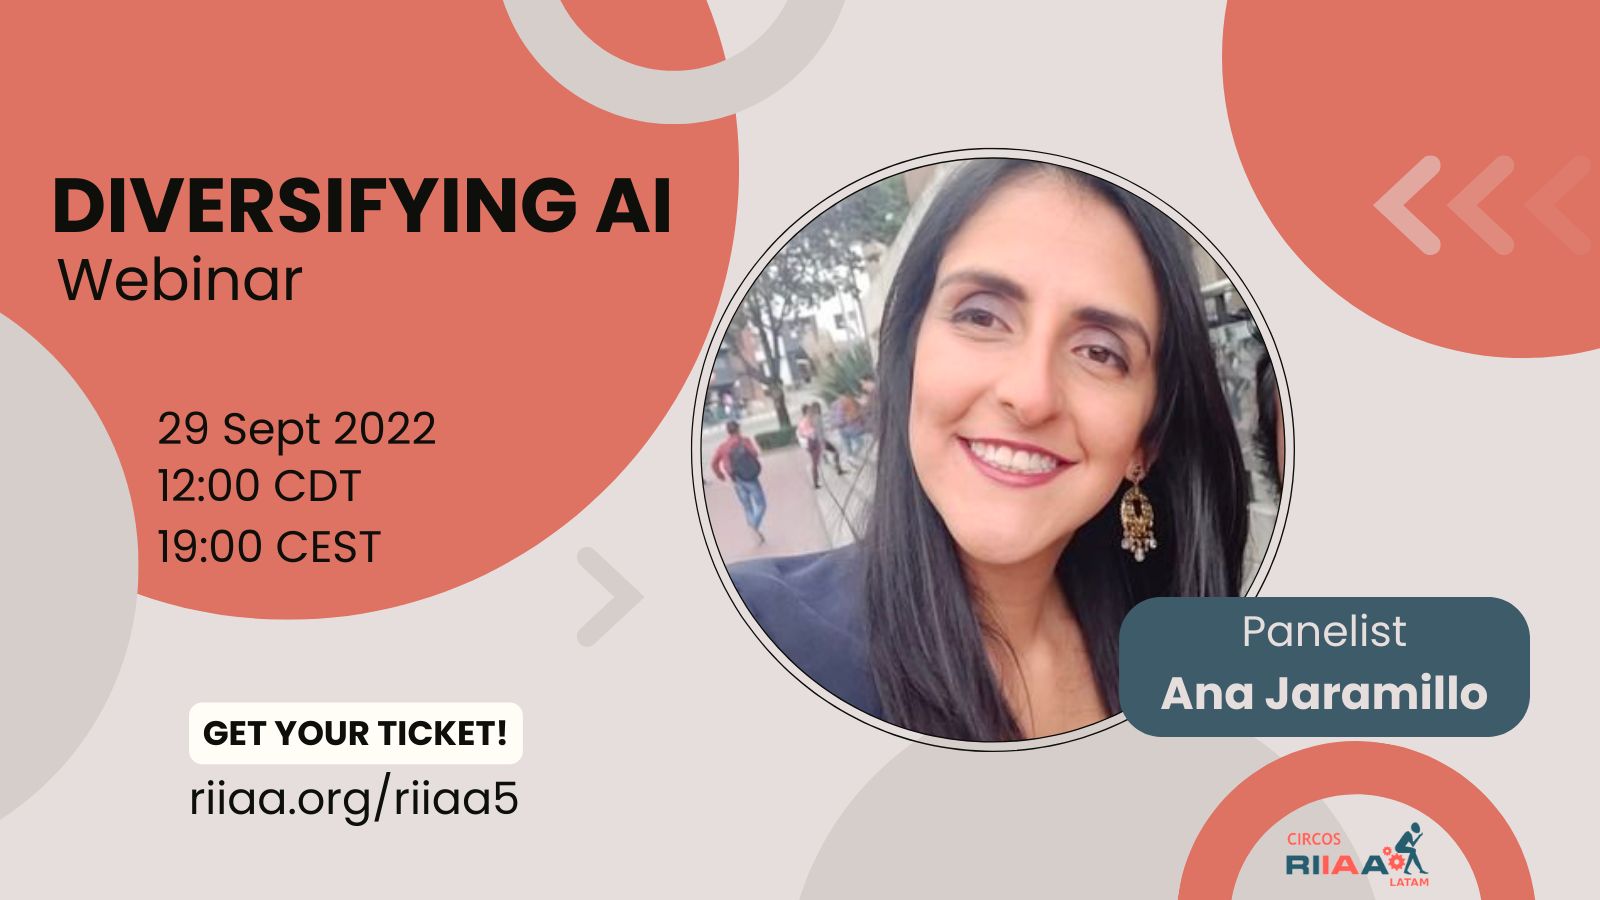 DIVERSIFYING AI
Webinar
29 Sept 2022
12:00 CDT
19:00 CEST
GET YOUR TICKET!
riiaa.org/riiaa5
Panelist
Ana Jaramillo
CIRCOS
RIIAA
LATAM